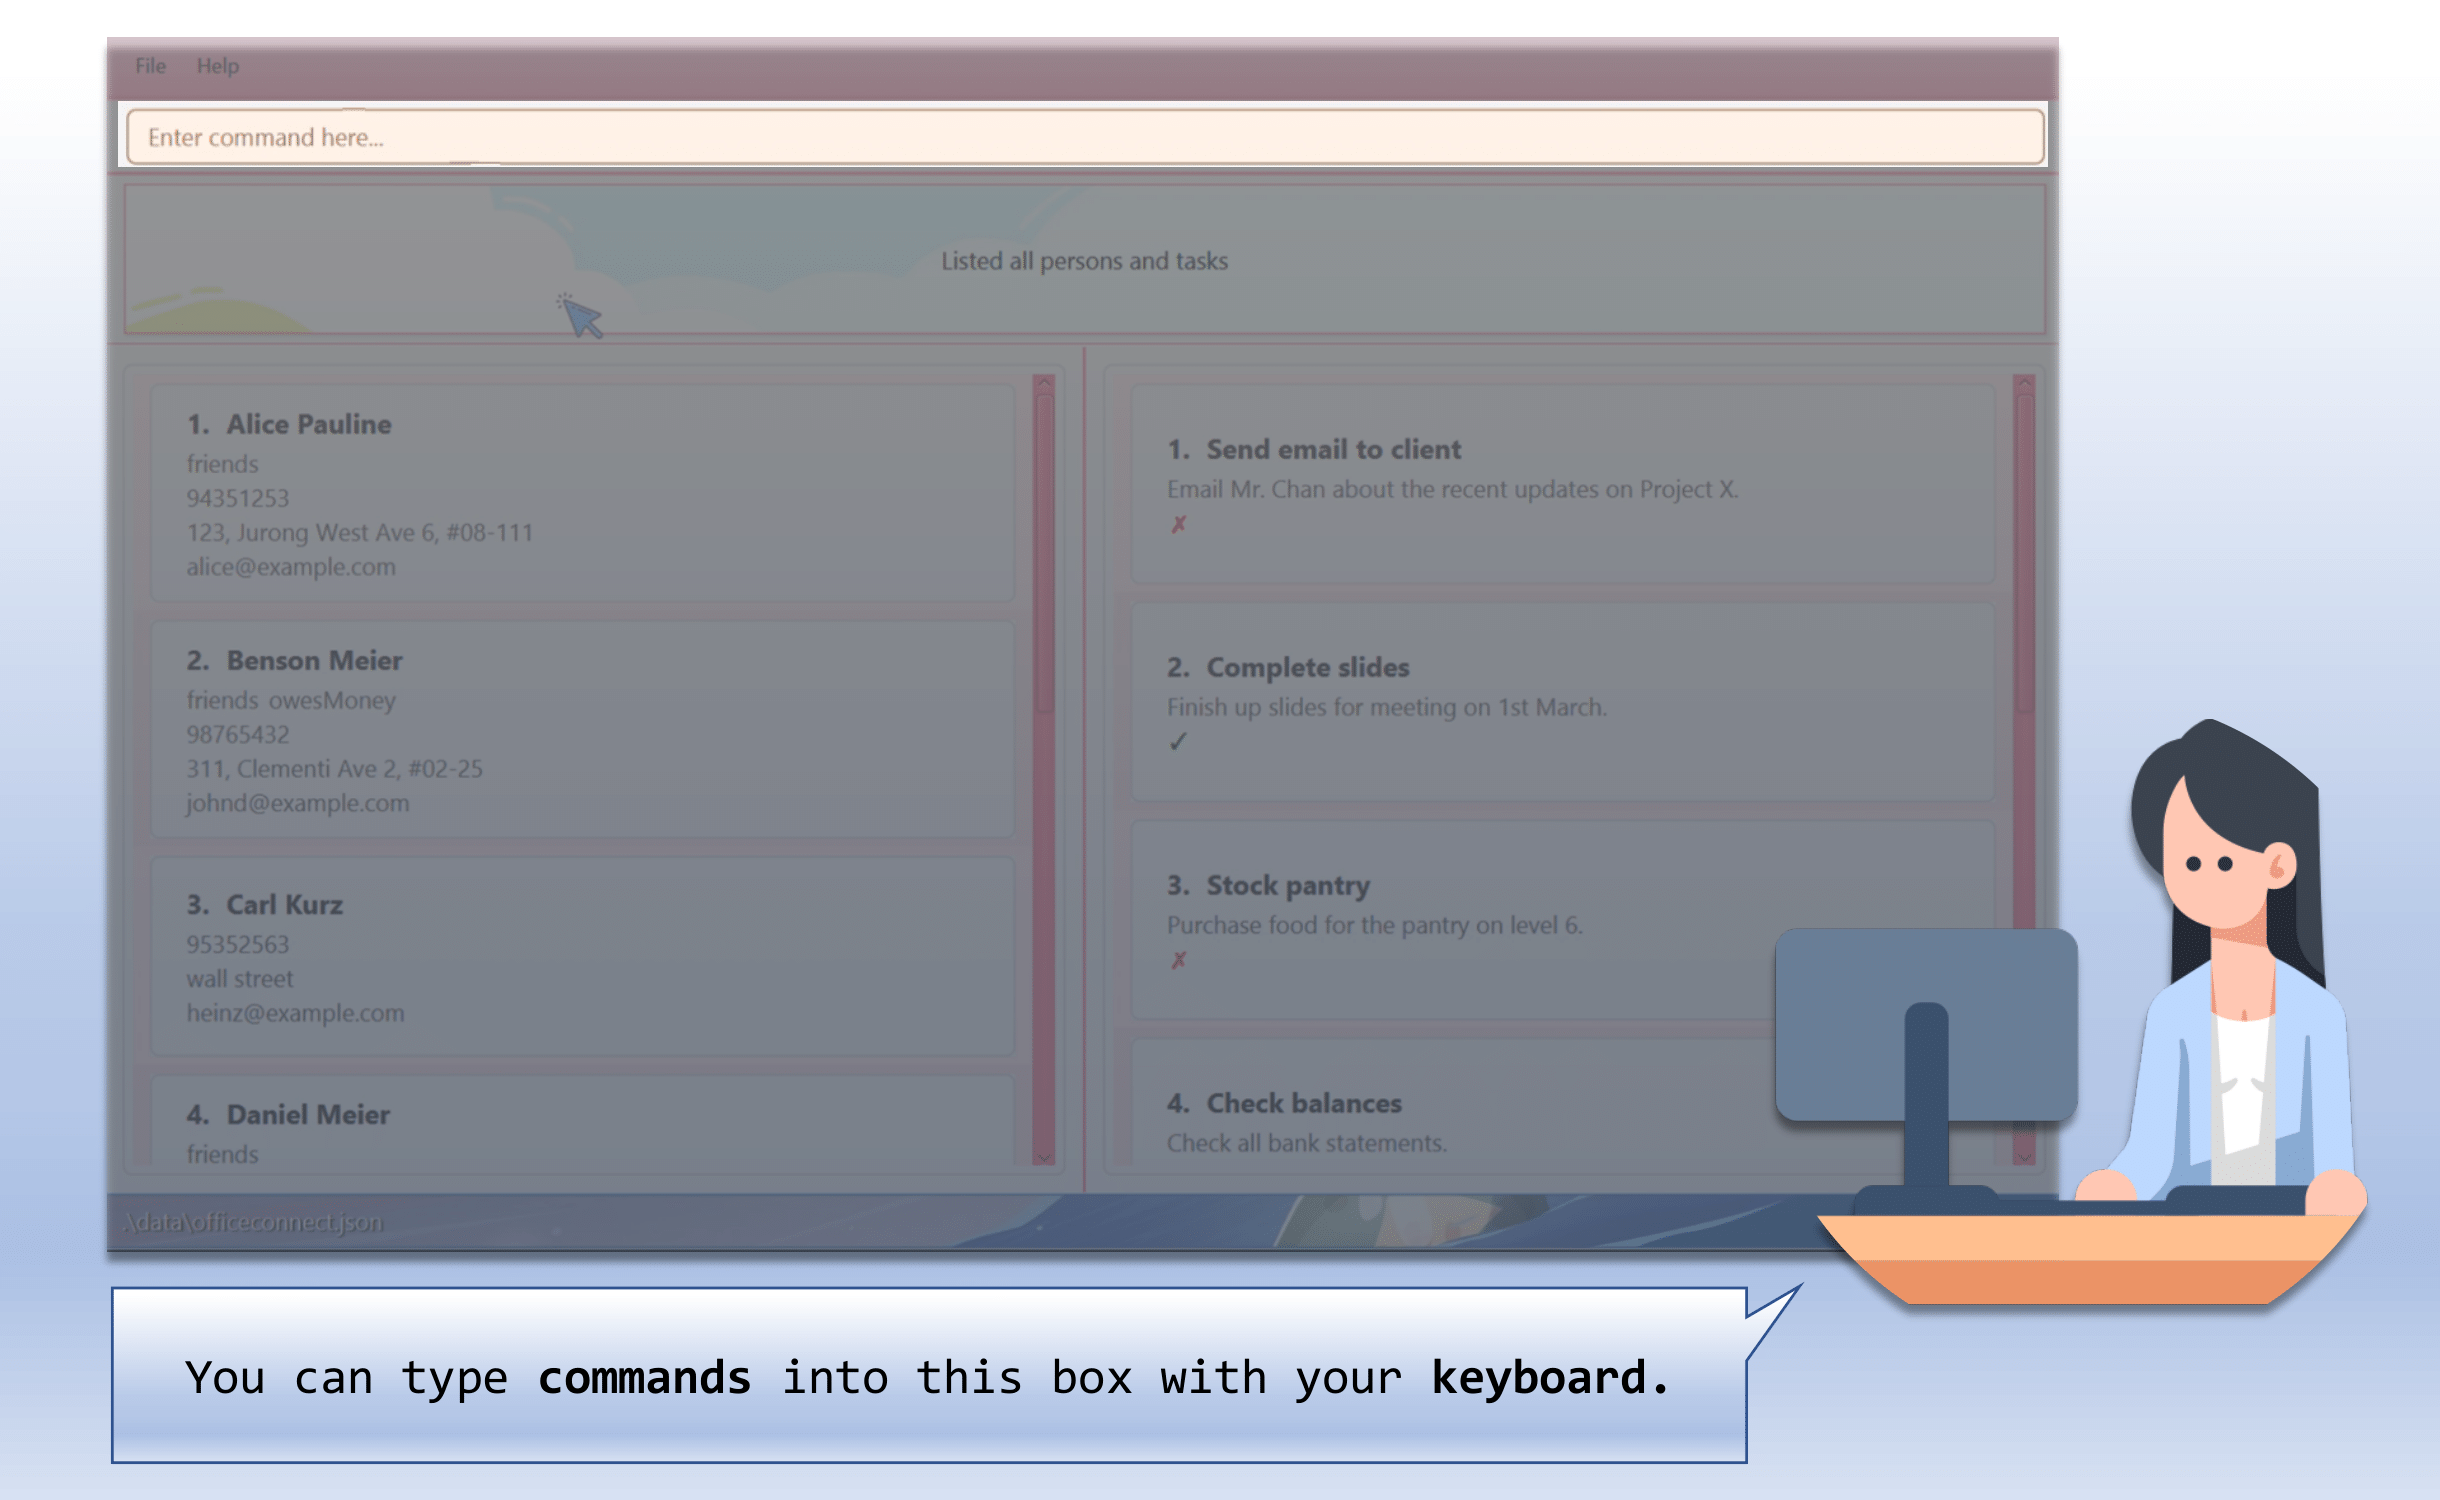 File Help
Enter command here...
Listed all persons and tasks
1. Alice Pauline
friends
94351253
123, Jurong West Ave 6, #08-111
alice@example.com
2. Benson Meier
friends owesMoney
98765432
311, Clementi Ave 2, #02-25
johnd@example.com
3. Carl Kurz
95352563
wall street
heinz@example.com
4. Daniel Meier
friends
1. Send email to client
Email Mr. Chan about the recent updates on Project X.
✗
2. Complete slides
Finish up slides for meeting on 1st March.
✓
3. Stock pantry
Purchase food for the pantry on level 6.
✗
4. Check balances
Check all bank statements.
.\data\officeconnect.json
You can type commands into this box with your keyboard.